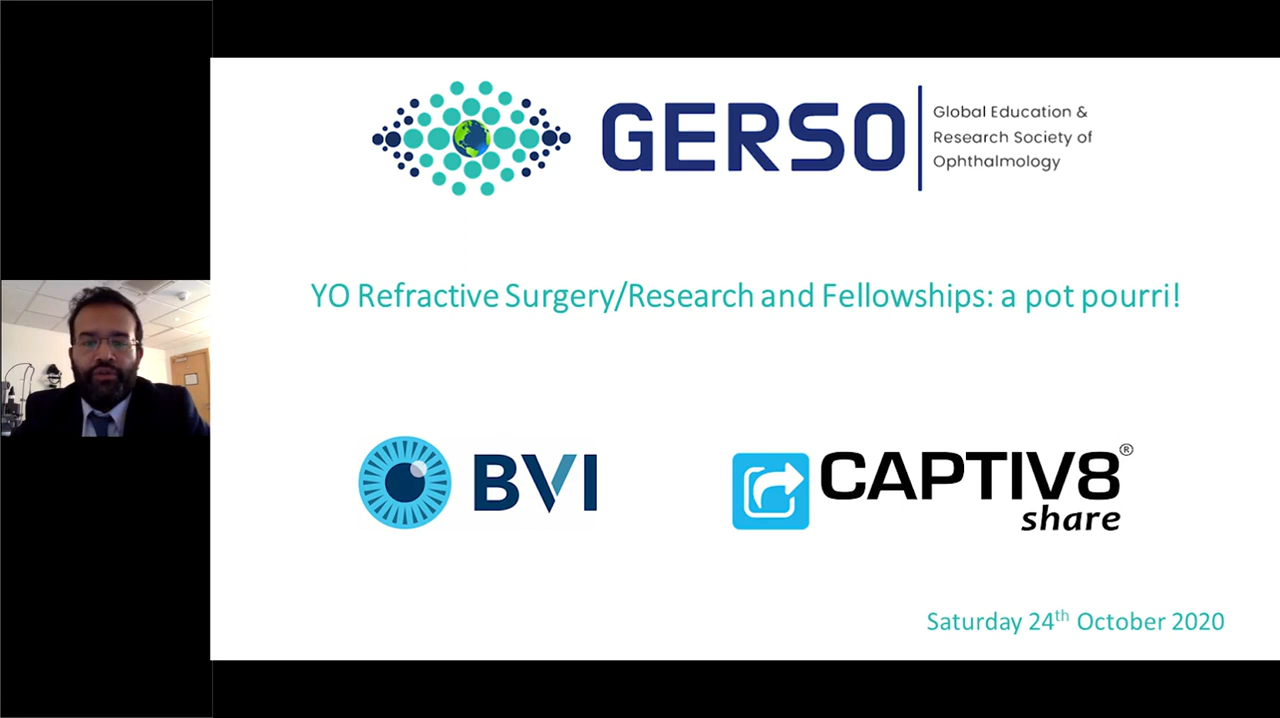 GERSO
Global Education &
Research Society of
Ophthalmology
YO Refractive Surgery/Research and Fellowships: a pot pourri!
BVI
CAPTIV8®
share
Saturday 24th October 2020